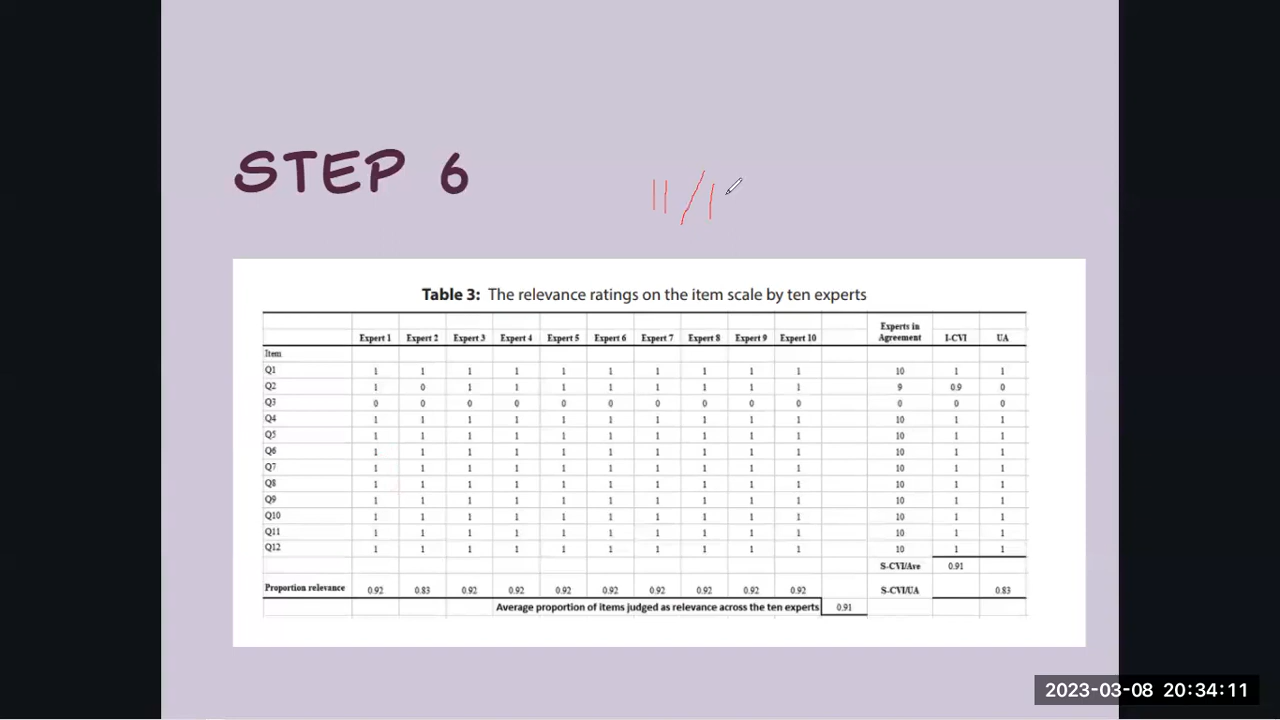 STEP 6
11/1
Table 3: The relevance ratings on the item scale by ten experts
Expert 1 Expert 2 Expert 3 Expert 4 Expert 5 Expert 6 Expert 7 Expert 8 Expert 9 Expert 10 Experts in Agreement I-CVI UA
Item
Q1 1 1 1 1 1 1 1 1 1 1 10 1 1
Q2 1 0 1 1 1 1 1 1 1 1 9 0.9 0
Q3 0 0 0 0 0 0 0 0 0 0 0 0 0
Q4 1 1 1 1 1 1 1 1 1 1 10 1 1
Q5 1 1 1 1 1 1 1 1 1 1 10 1 1
Q6 1 1 1 1 1 1 1 1 1 1 10 1 1
Q7 1 1 1 1 1 1 1 1 1 1 10 1 1
Q8 1 1 1 1 1 1 1 1 1 1 10 1 1
Q9 1 1 1 1 1 1 1 1 1 1 10 1 1
Q10 1 1 1 1 1 1 1 1 1 1 10 1 1
Q11 1 1 1 1 1 1 1 1 1 1 10 1 1
Q12 1 1 1 1 1 1 1 1 1 1 10 1 1
S-CVI/Ave 0.91
Proportion relevance 0.92 0.83 0.92 0.92 0.92 0.92 0.92 0.92 0.92 0.92 S-CVI/UA 0.83
Average proportion of items judged as relevance across the ten experts 0.91
2023-03-08 20:34:11